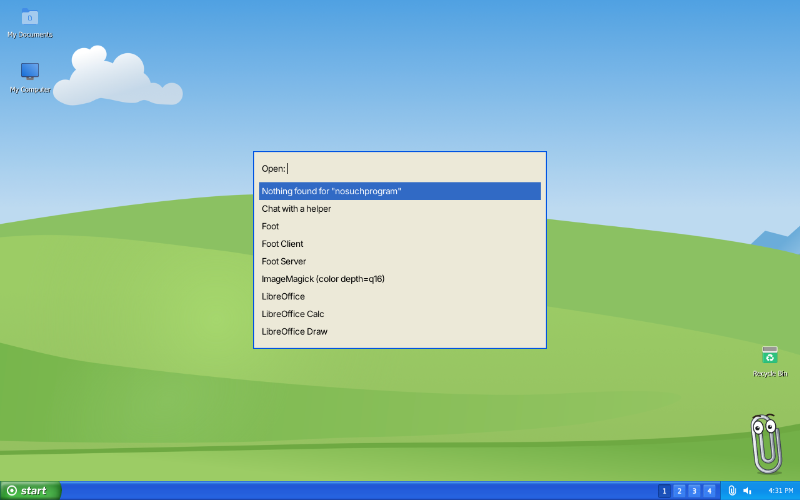 My Documents
My Computer
Open:
Nothing found for "nosuchprogram"
Chat with a helper
Foot
Foot Client
Foot Server
ImageMagick (color depth=q16)
LibreOffice
LibreOffice Calc
LibreOffice Draw
Recycle Bin
start
1 2 3 4
4:31 PM